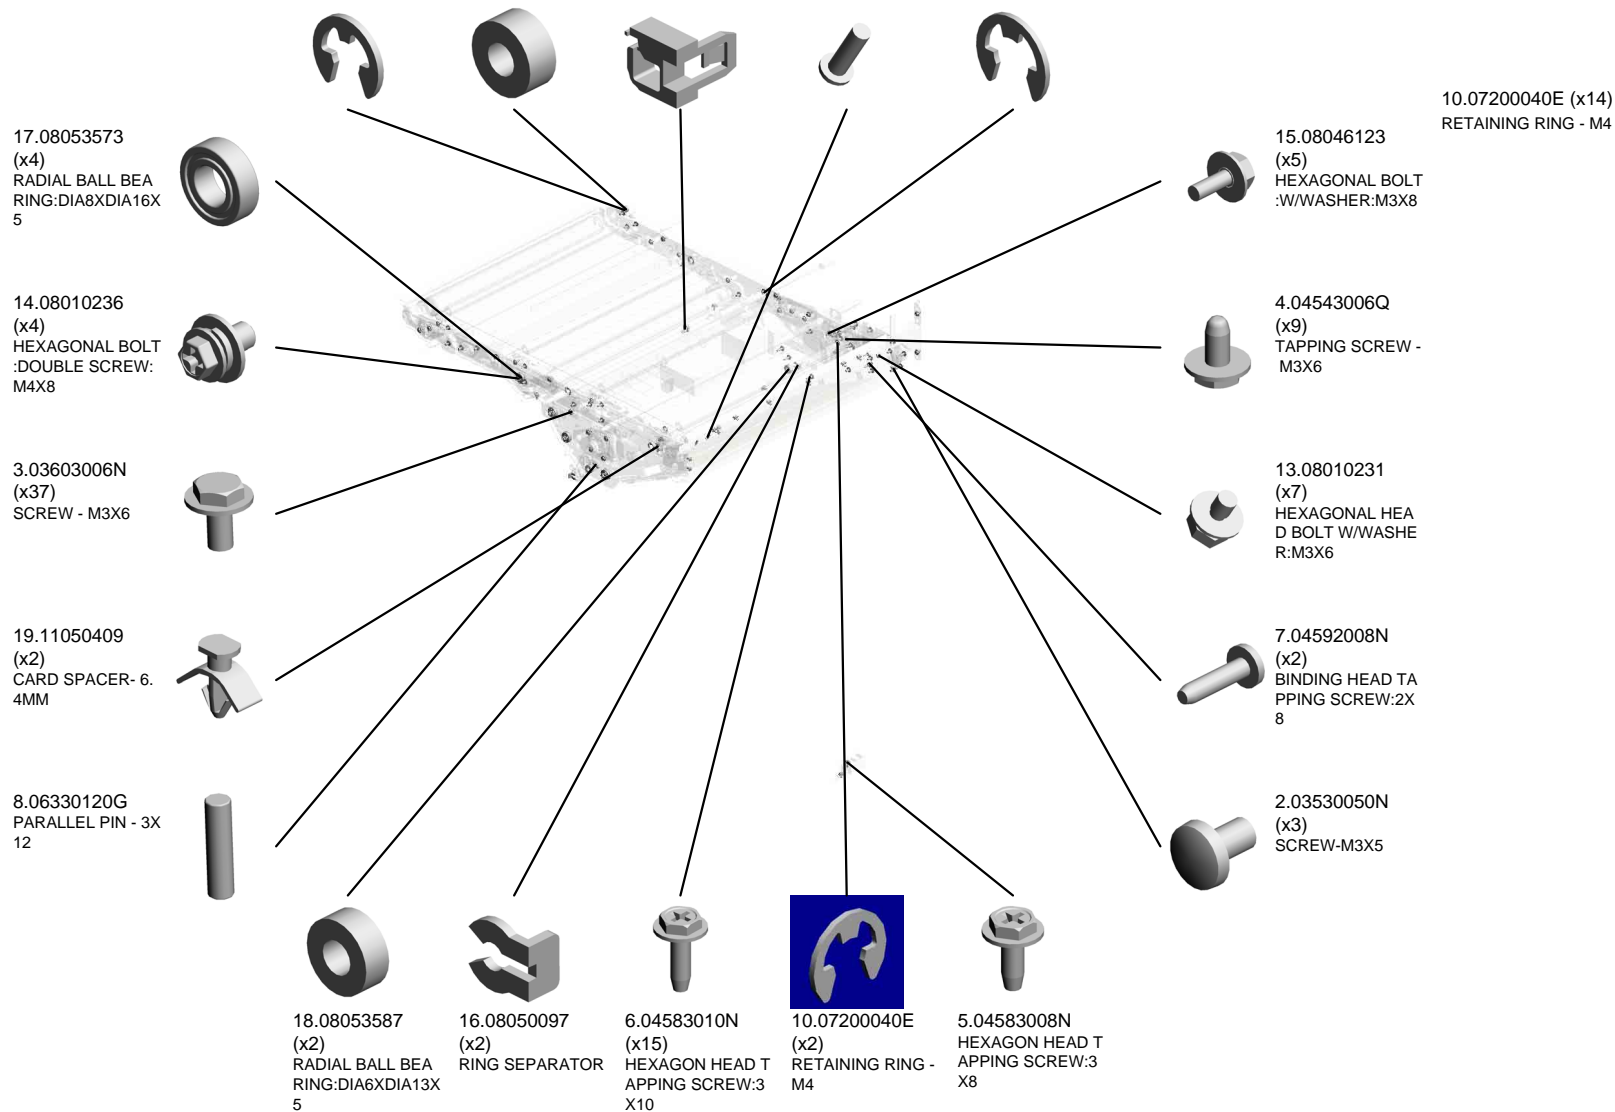 10.07200040E (x14)
RETAINING RING - M4
17.08053573
(x4)
RADIAL BALL BEA
RING:DIA8XDIA16X
5
14.08010236
(x4)
HEXAGONAL BOLT
:DOUBLE SCREW:
M4X8
3.03603006N
(x37)
SCREW - M3X6
19.11050409
(x2)
CARD SPACER- 6.
4MM
8.06330120G
PARALLEL PIN - 3X
12
15.08046123
(x5)
HEXAGONAL BOLT
:W/WASHER:M3X8
4.04543006Q
(x9)
TAPPING SCREW -
M3X6
13.08010231
(x7)
HEXAGONAL HEA
D BOLT W/WASHE
R:M3X6
7.04592008N
(x2)
BINDING HEAD TA
PPING SCREW:2X
8
2.03530050N
(x3)
SCREW-M3X5
18.08053587
(x2)
RADIAL BALL BEA
RING:DIA6XDIA13X
5
16.08050097
(x2)
RING SEPARATOR
6.04583010N
(x15)
HEXAGON HEAD T
APPING SCREW:3
X10
10.07200040E
(x2)
RETAINING RING -
M4
5.04583008N
HEXAGON HEAD T
APPING SCREW:3
X8